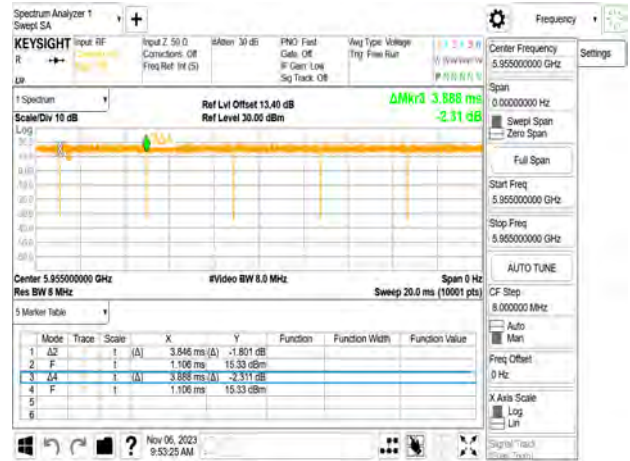 Spectrum Analyzer 1
Swept SA
Frequency
KEYSIGHT Input: RF
Input Z: 50 Ω
#Atten: 30 dB
PNO: Fast
Avg Type: Voltage
1 2 3
R
Corrections: Off
Gate: Off
Trig: Free Run
Freq Ref: Int (S)
IF Gain: Low
Sig Track: Off
P N N N N N
Center Frequency
5.955000000 GHz
Settings
1 Spectrum
Ref Lvl Offset 13.40 dB
ΔMkr3 3.888 ms
Scale/Div 10 dB
Ref Level 30.00 dBm
-2.31 dB
Log
Span
0.00000000 Hz
Swept Span
Zero Span
Full Span
Start Freq
5.955000000 GHz
Stop Freq
5.955000000 GHz
AUTO TUNE
Center 5.955000000 GHz
#Video BW 8.0 MHz
Span 0 Hz
Res BW 8 MHz
Sweep 20.0 ms (10001 pts)
CF Step
8.000000 MHz
Auto
Man
Freq Offset
0 Hz
X Axis Scale
Log
Lin
Signal Track
(Span Zoom)
5 Marker Table
Mode Trace Scale X Y Function Function Width Function Value
1 Δ2 t (Δ) 3.846 ms (Δ) -1.801 dB
2 F t 1.106 ms 15.33 dBm
3 Δ4 t (Δ) 3.888 ms (Δ) -2.311 dB
4 F t 1.106 ms 15.33 dBm
5
6
?
Nov 06, 2023
9:53:25 AM